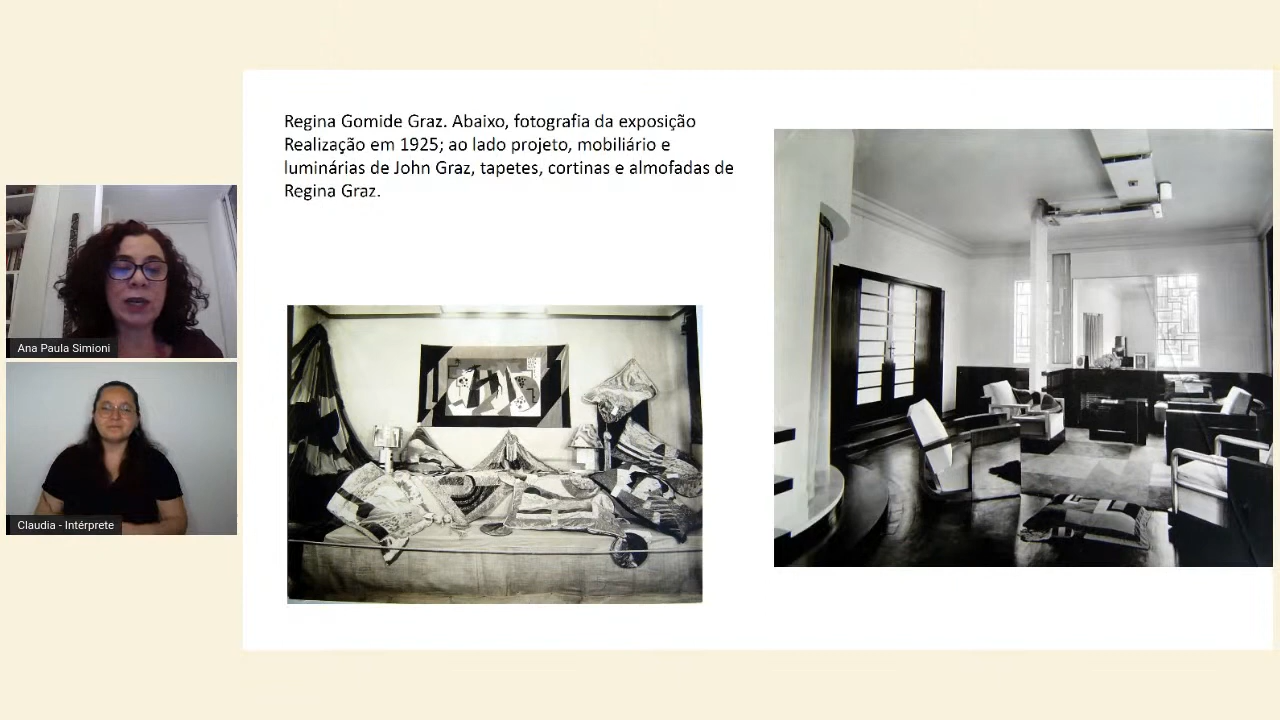 Regina Gomide Graz. Abaixo, fotografia da exposição
Realização em 1925; ao lado projeto, mobiliário e
luminárias de John Graz, tapetes, cortinas e almofadas de
Regina Graz.
Ana Paula Simioni
Claudia - Intérprete